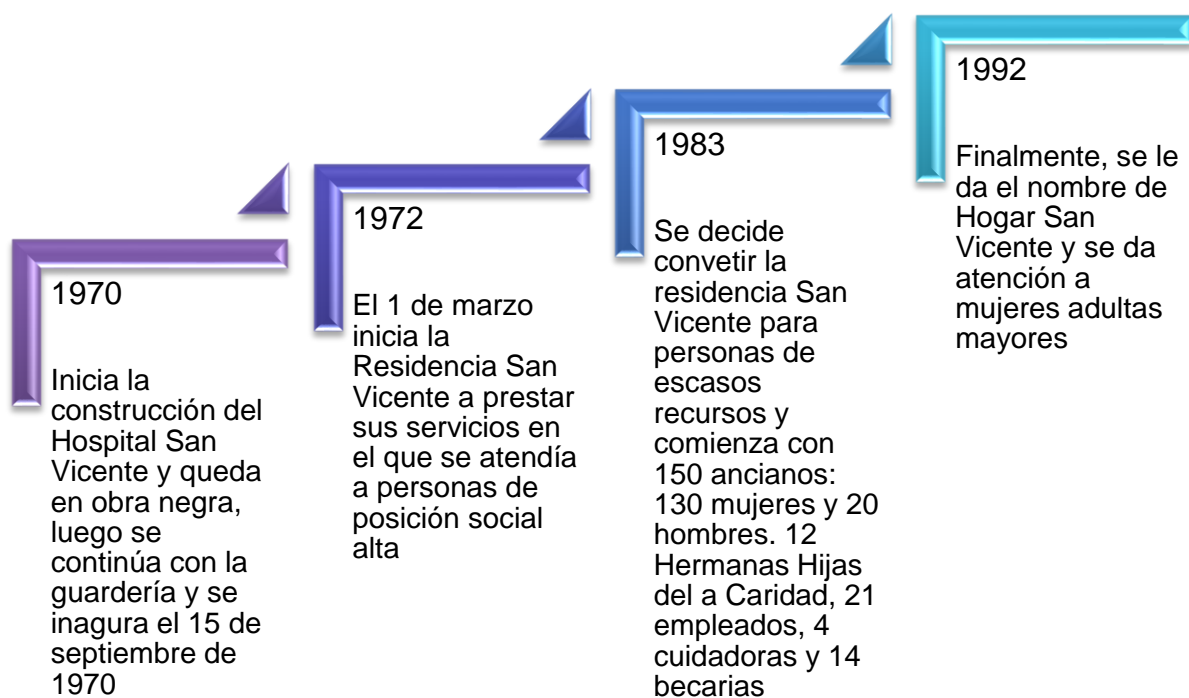 1970
Inicia la
construcción del
Hospital San
Vicente y queda
en obra negra,
luego se
continúa con la
guardería y se
inagura el 15 de
septiembre de
1970
1972
El 1 de marzo
inicia la
Residencia San
Vicente a prestar
sus servicios en
el que se atendía
a personas de
posición social
alta
1983
Se decide
convetir la
residencia San
Vicente para
personas de
escasos
recursos y
comienza con
150 ancianos:
130 mujeres y 20
hombres. 12
Hermanas Hijas
del a Caridad, 21
empleados, 4
cuidadoras y 14
becarias
1992
Finalmente, se le
da el nombre de
Hogar San
Vicente y se da
atención a
mujeres adultas
mayores